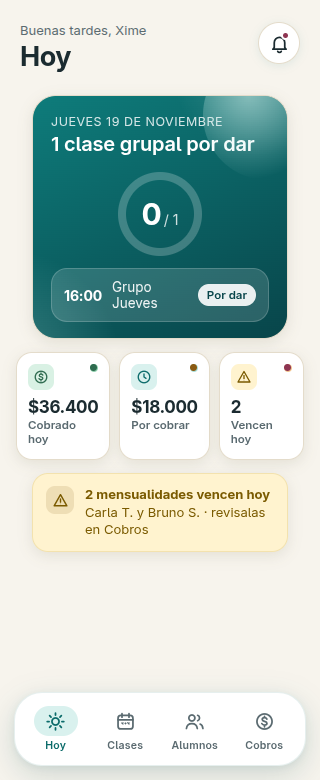 Buenas tardes, Xime
Hoy
JUEVES 19 DE NOVIEMBRE
1 clase grupal por dar
0 / 1
16:00 Grupo Jueves Por dar
$36.400
Cobrado hoy
$18.000
Por cobrar
2
Vencen hoy
2 mensualidades vencen hoy
Carla T. y Bruno S. · revisalas
en Cobros
Hoy
Clases
Alumnos
Cobros